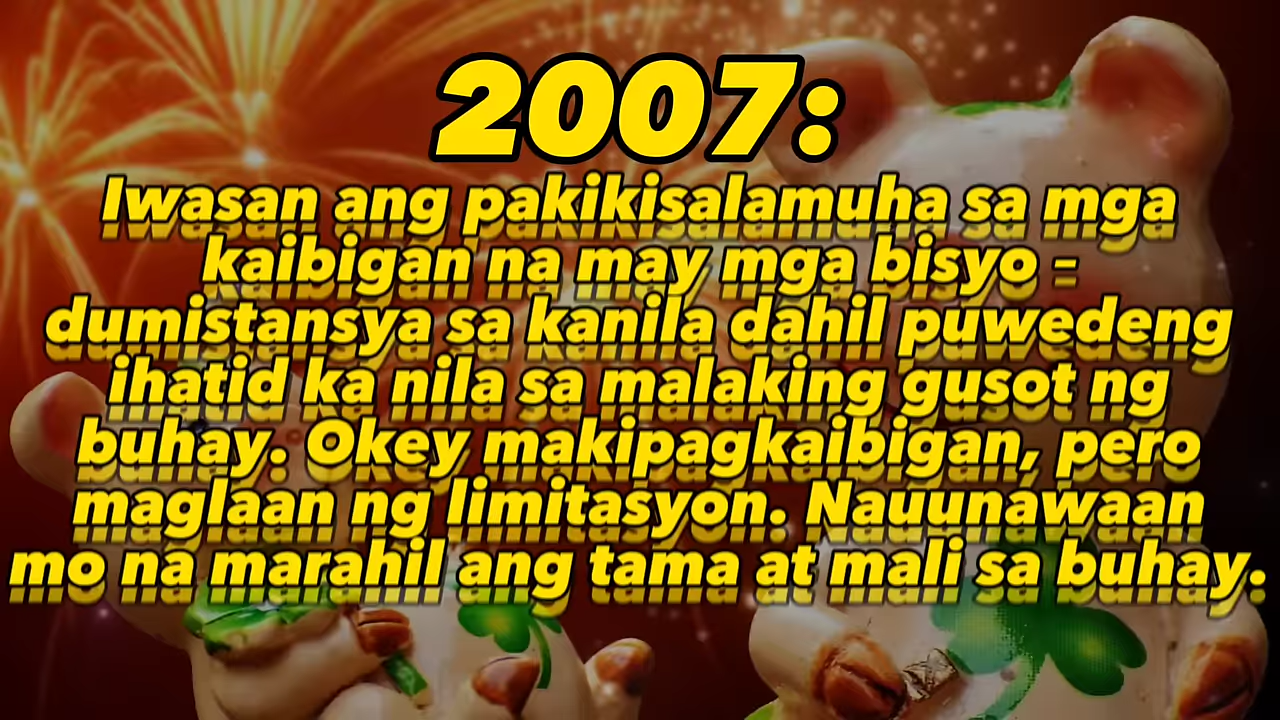 2007:
Iwasan ang pakikisalamuha sa mga
kaibigan na may mga bisyo -
dumistansya sa kanila dahil puwedeng
ihatid ka nila sa malaking gusot ng
buhay. Okey makipagkaibigan, pero
maglaan ng limitasyon. Nauunawaan
mo na marahil ang tama at mali sa buhay.